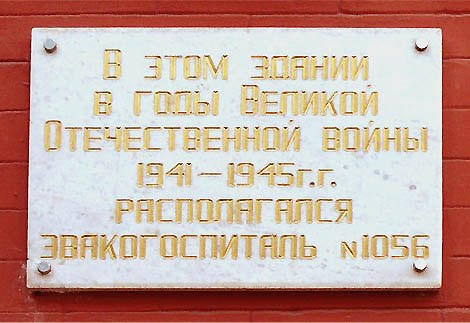 В этом здании
в годы Великой
Отечественной войны
1941–1945г.г.
располагался
эвакогоспиталь №1056